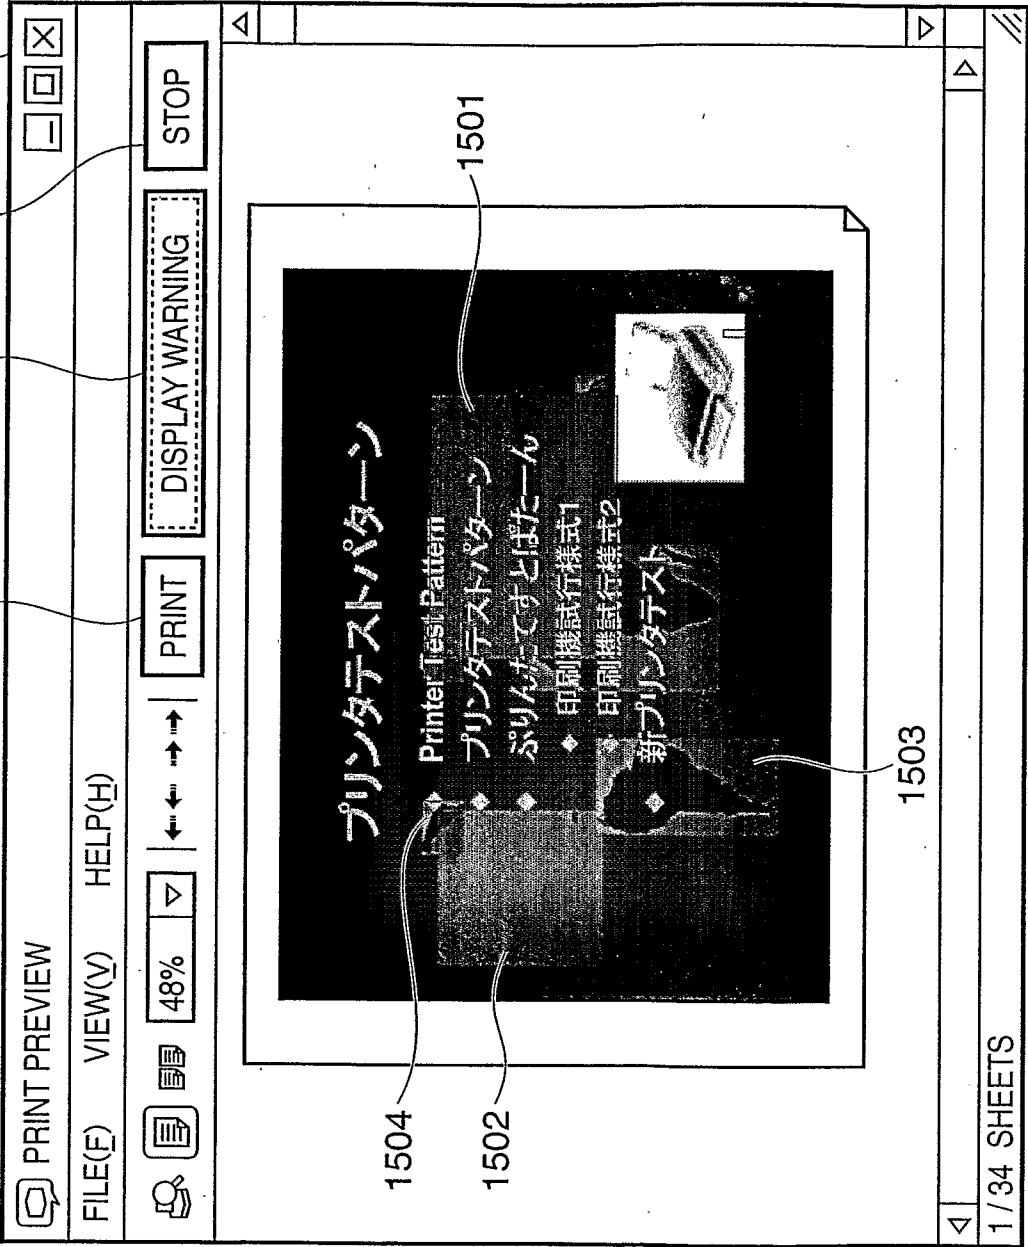 PRINT PREVIEW
FILE(F) VIEW(V) HELP(H)
48% PRINT DISPLAY WARNING STOP
プリンタテストパターン
Printer Test Pattern
プリンタテストパターン
ぷりんたてすとぱたーん
印刷機試行様式1
印刷機試行様式2
新プリンタテスト
1501
1504
1502
1503
1/34 SHEETS